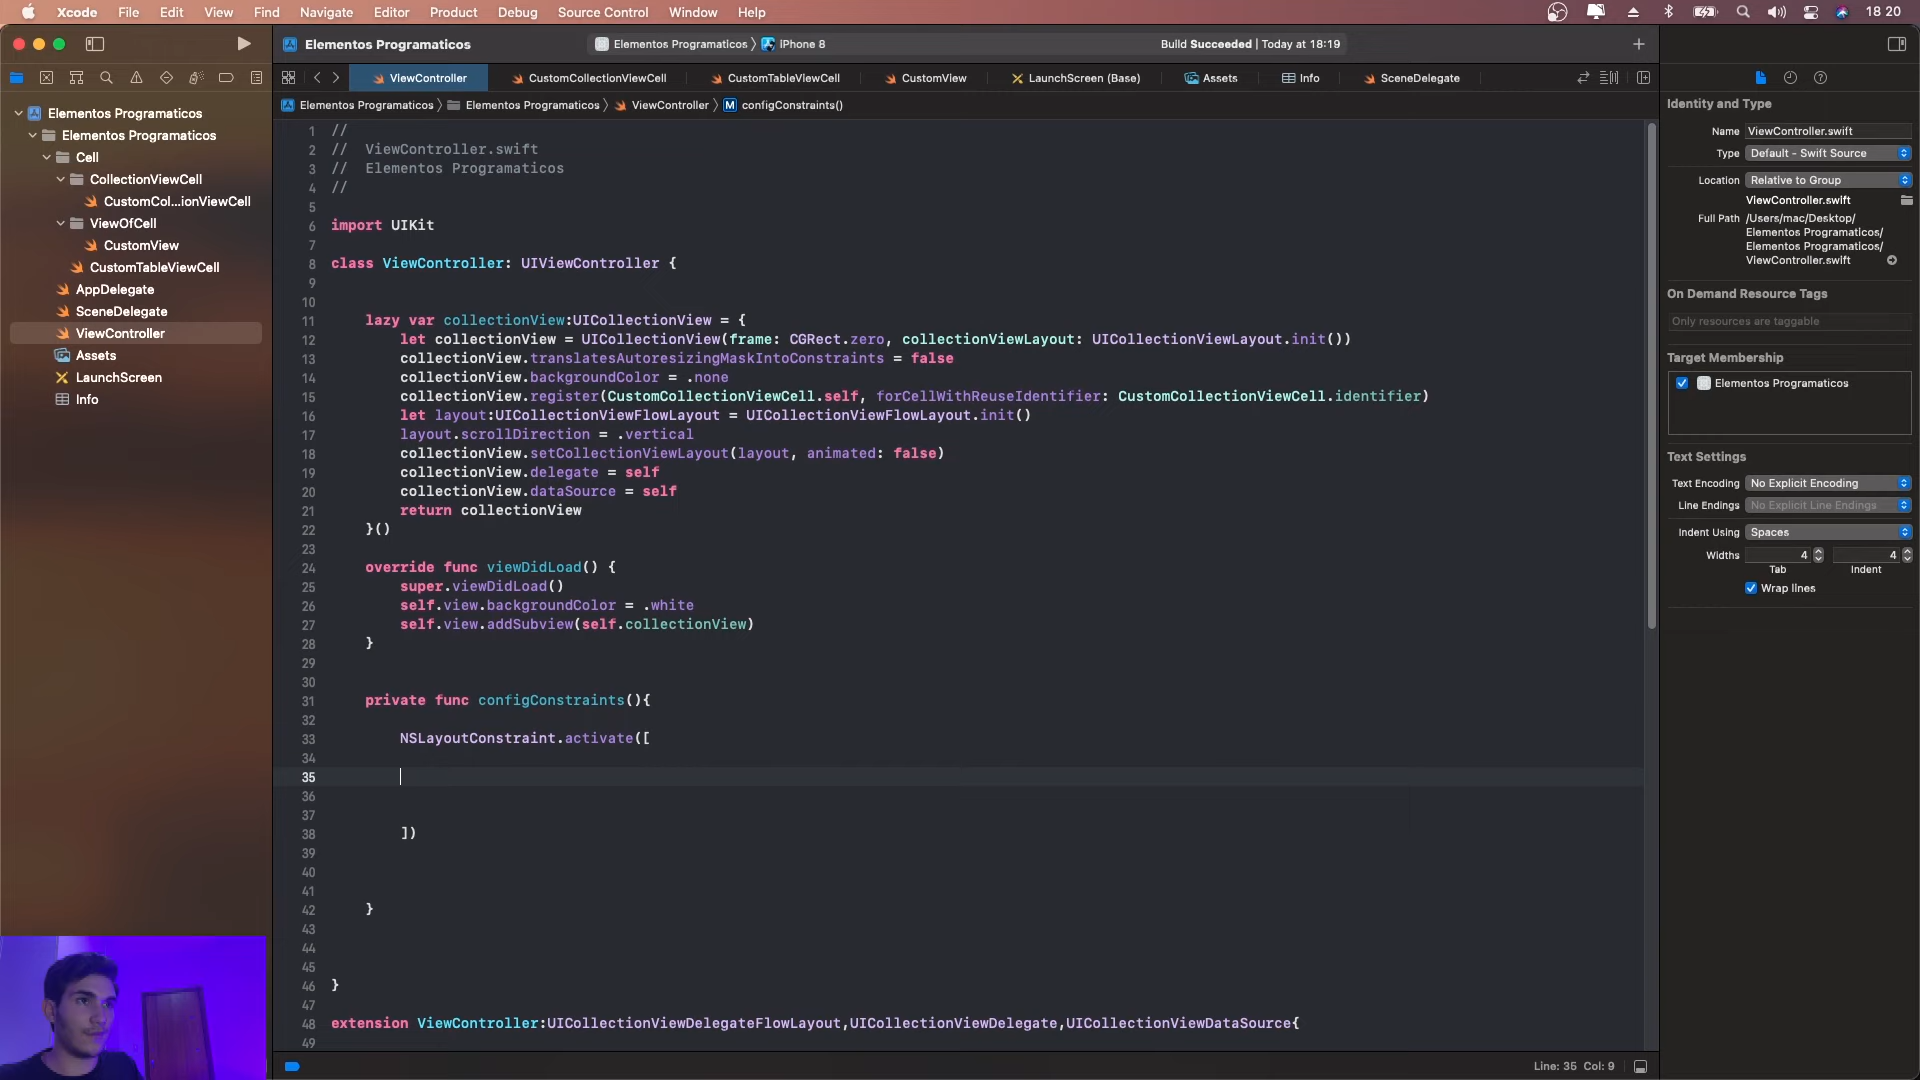 Xcode File Edit View Find Navigate Editor Product Debug Source Control Window Help 18 20
Elementos Programaticos
Elementos Programaticos 〉 iPhone 8
Build Succeeded | Today at 18:19
ViewController CustomCollectionViewCell CustomTableViewCell CustomView LaunchScreen (Base) Assets Info SceneDelegate
Elementos Programaticos 〉 Elementos Programaticos 〉 ViewController 〉 M configConstraints()
Elementos Programaticos
Elementos Programaticos
Cell
CollectionViewCell
CustomCol...ionViewCell
ViewOfCell
CustomView
CustomTableViewCell
AppDelegate
SceneDelegate
ViewController
Assets
LaunchScreen
Info
1 //
2 //  ViewController.swift
3 //  Elementos Programaticos
4 //
5
6 import UIKit
7
8 class ViewController: UIViewController {
9
10
11     lazy var collectionView:UICollectionView = {
12         let collectionView = UICollectionView(frame: CGRect.zero, collectionViewLayout: UICollectionViewLayout.init())
13         collectionView.translatesAutoresizingMaskIntoConstraints = false
14         collectionView.backgroundColor = .none
15         collectionView.register(CustomCollectionViewCell.self, forCellWithReuseIdentifier: CustomCollectionViewCell.identifier)
16         let layout:UICollectionViewFlowLayout = UICollectionViewFlowLayout.init()
17         layout.scrollDirection = .vertical
18         collectionView.setCollectionViewLayout(layout, animated: false)
19         collectionView.delegate = self
20         collectionView.dataSource = self
21         return collectionView
22     }()
23
24     override func viewDidLoad() {
25         super.viewDidLoad()
26         self.view.backgroundColor = .white
27         self.view.addSubview(self.collectionView)
28     }
29
30
31     private func configConstraints(){
32
33         NSLayoutConstraint.activate([
34
35
36
37
38         ])
39
40
41
42     }
43
44
45
46 }
47
48 extension ViewController:UICollectionViewDelegateFlowLayout,UICollectionViewDelegate,UICollectionViewDataSource{
49
Line: 35 Col: 9
Identity and Type
Name ViewController.swift
Type Default - Swift Source
Location Relative to Group
ViewController.swift
Full Path /Users/mac/Desktop/
Elementos Programaticos/
Elementos Programaticos/
ViewController.swift
On Demand Resource Tags
Only resources are taggable
Target Membership
Elementos Programaticos
Text Settings
Text Encoding No Explicit Encoding
Line Endings No Explicit Line Endings
Indent Using Spaces
Widths 4 4
Tab Indent
Wrap lines